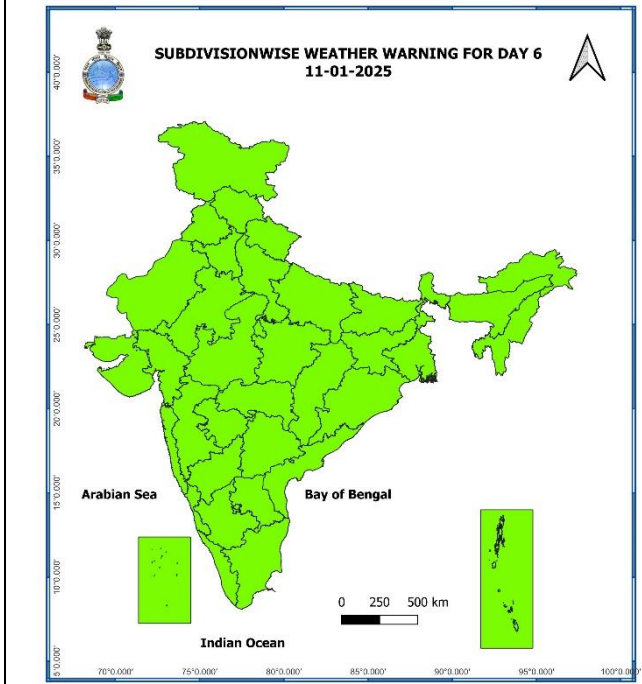 SUBDIVISIONWISE WEATHER WARNING FOR DAY 6
11-01-2025
40°0.000'
35°0.000'
30°0.000'
25°0.000'
20°0.000'
15°0.000'
10°0.000'
5°0.000'
Arabian Sea
Bay of Bengal
0 250 500 km
Indian Ocean
70°0.000' 75°0.000' 80°0.000' 85°0.000' 90°0.000' 95°0.000' 100°0.000'